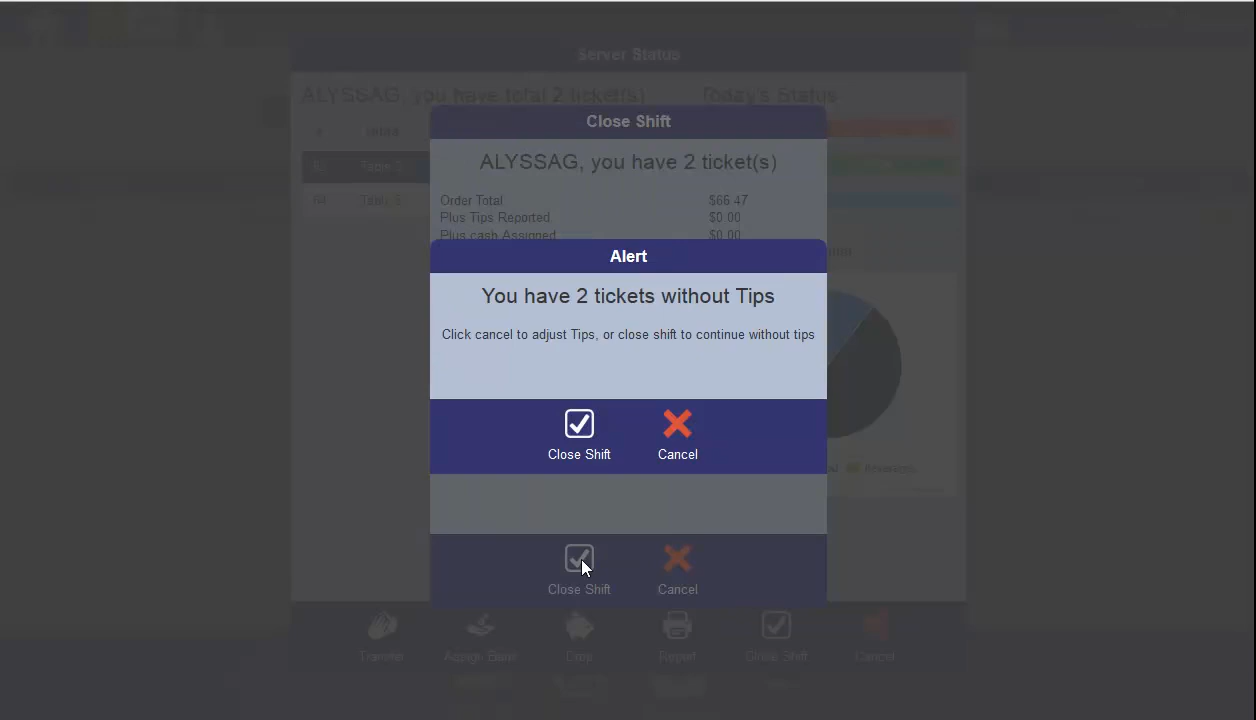 Server Status
ALYSSAG, you have total 2 ticket(s)
Today's Status
Close Shift
ALYSSAG, you have 2 ticket(s)
Order Total $66.47
Plus Tips Reported $0.00
Plus cash Assigned $0.00
Alert
You have 2 tickets without Tips
Click cancel to adjust Tips, or close shift to continue without tips
Close Shift Cancel
Close Shift Cancel
Transfer Assign Bank Drop Report Close Shift Cancel